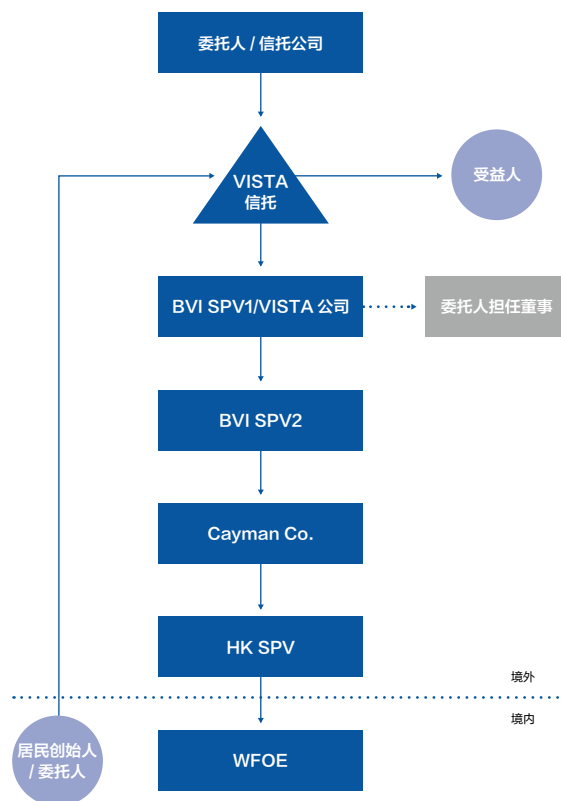 委托人 / 信托公司
VISTA
信托
受益人
BVI SPV1/VISTA 公司
委托人担任董事
BVI SPV2
Cayman Co.
HK SPV
境外
境内
居民创始人
/ 委托人
WFOE